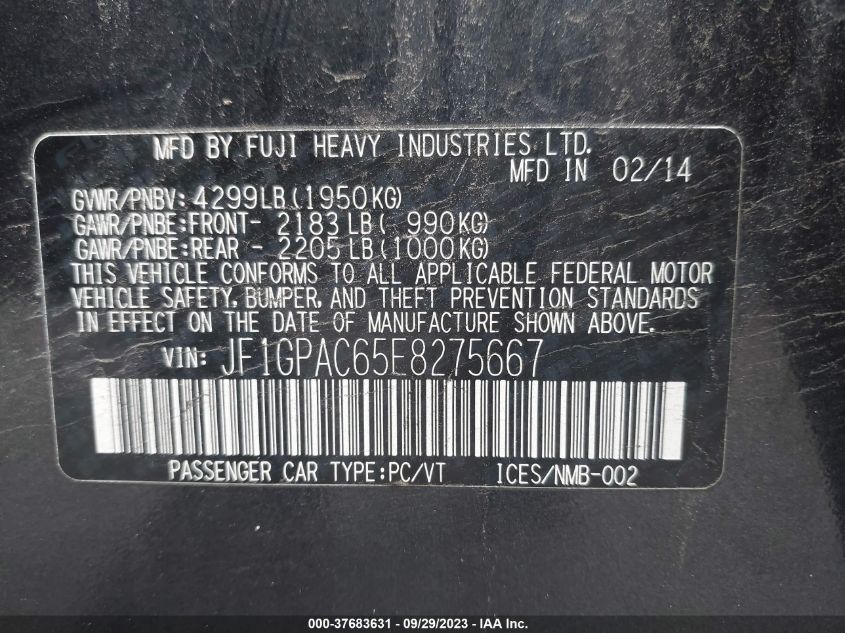 MFD BY FUJI HEAVY INDUSTRIES LTD.
MFD IN 02/14
GVWR/PNBV: 4299LB(1950KG)
GAWR/PNBE:FRONT- 2183LB( 990KG)
GAWR/PNBE:REAR - 2205LB(1000KG)
THIS VEHICLE CONFORMS TO ALL APPLICABLE FEDERAL MOTOR
VEHICLE SAFETY, BUMPER, AND THEFT PREVENTION STANDARDS
IN EFFECT ON THE DATE OF MANUFACTURE SHOWN ABOVE.
VIN: JF1GPAC65E8275667
PASSENGER CAR TYPE:PC/VT ICES/NMB-002
000-37683631 - 09/29/2023 - IAA Inc.